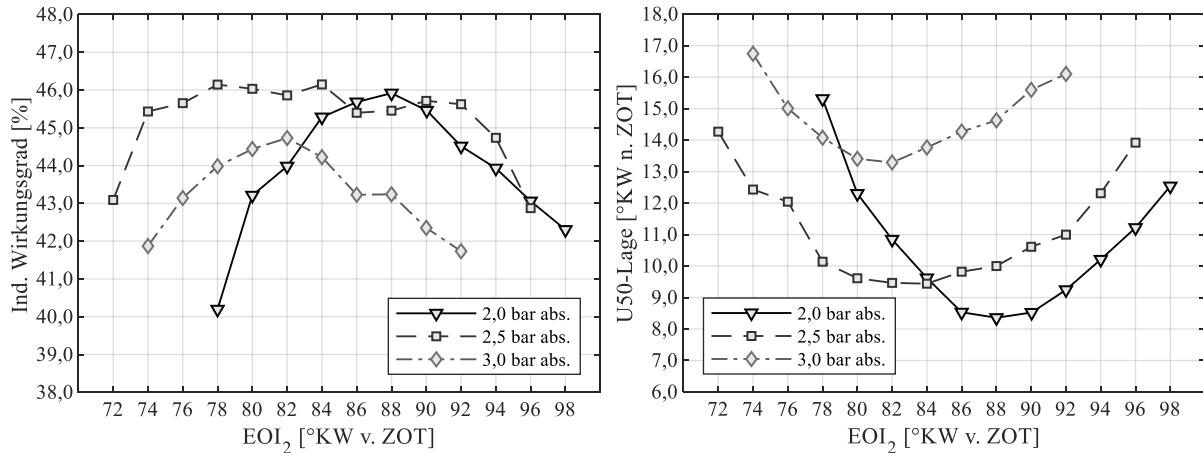 48,0
47,0
46,0
45,0
44,0
43,0
42,0
41,0
40,0
39,0
38,0
Ind. Wirkungsgrad [%]
72 74 76 78 80 82 84 86 88 90 92 94 96 98
EOI2 [°KW v. ZOT]
2,0 bar abs.
2,5 bar abs.
3,0 bar abs.
18,0
17,0
16,0
15,0
14,0
13,0
12,0
11,0
10,0
9,0
8,0
7,0
6,0
U50-Lage [°KW n. ZOT]
72 74 76 78 80 82 84 86 88 90 92 94 96 98
EOI2 [°KW v. ZOT]
2,0 bar abs.
2,5 bar abs.
3,0 bar abs.